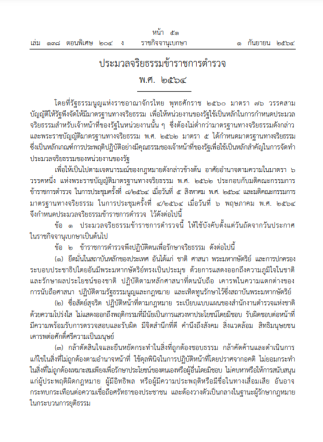 หน้า ๕๑
เล่ม ๑๓๘ ตอนพิเศษ ๒๐๔ ง ราชกิจจานุเบกษา ๑ กันยายน ๒๕๖๔
ประมวลจริยธรรมข้าราชการตำรวจ
พ.ศ. ๒๕๖๔
โดยที่รัฐธรรมนูญแห่งราชอาณาจักรไทย พุทธศักราช ๒๕๖๐ มาตรา ๗๖ วรรคสาม
บัญญัติให้รัฐพึงจัดให้มีมาตรฐานทางจริยธรรม เพื่อให้หน่วยงานของรัฐใช้เป็นหลักในการกำหนดประมวล
จริยธรรมสำหรับเจ้าหน้าที่ของรัฐในหน่วยงานนั้น ๆ ซึ่งต้องไม่ต่ำกว่ามาตรฐานทางจริยธรรมดังกล่าว
และพระราชบัญญัติมาตรฐานทางจริยธรรม พ.ศ. ๒๕๖๒ มาตรา ๕ ได้กำหนดมาตรฐานทางจริยธรรม
ซึ่งเป็นหลักเกณฑ์การประพฤติปฏิบัติอย่างมีคุณธรรมของเจ้าหน้าที่ของรัฐเพื่อใช้เป็นหลักสำคัญในการจัดทำ
ประมวลจริยธรรมของหน่วยงานของรัฐ
เพื่อให้เป็นไปตามเจตนารมณ์ของกฎหมายดังกล่าวข้างต้น อาศัยอำนาจตามความในมาตรา ๖
วรรคหนึ่ง แห่งพระราชบัญญัติมาตรฐานทางจริยธรรม พ.ศ. ๒๕๖๒ ประกอบกับมติคณะกรรมการ
ข้าราชการตำรวจ ในการประชุมครั้งที่ ๘/๒๕๖๔ เมื่อวันที่ ๕ สิงหาคม พ.ศ. ๒๕๖๔ และมติคณะกรรมการ
มาตรฐานทางจริยธรรม ในการประชุมครั้งที่ ๔/๒๕๖๔ เมื่อวันที่ ๖ พฤษภาคม พ.ศ. ๒๕๖๔
จึงกำหนดประมวลจริยธรรมข้าราชการตำรวจ ไว้ดังต่อไปนี้
ข้อ ๑ ประมวลจริยธรรมข้าราชการตำรวจนี้ ให้ใช้บังคับตั้งแต่วันถัดจากวันประกาศ
ในราชกิจจานุเบกษาเป็นต้นไป
ข้อ ๒ ข้าราชการตำรวจพึงปฏิบัติตนเพื่อรักษาจริยธรรม ดังต่อไปนี้
(๑) ยึดมั่นในสถาบันหลักของประเทศ อันได้แก่ ชาติ ศาสนา พระมหากษัตริย์ และการปกครอง
ระบอบประชาธิปไตยอันมีพระมหากษัตริย์ทรงเป็นประมุข ด้วยการแสดงออกถึงความภูมิใจในชาติ
และรักษาผลประโยชน์ของชาติ ปฏิบัติตามหลักศาสนาที่ตนนับถือ เคารพในความแตกต่างของ
การนับถือศาสนา ปฏิบัติตามรัฐธรรมนูญและกฎหมาย และเทิดทูนรักษาไว้ซึ่งสถาบันพระมหากษัตริย์
(๒) ซื่อสัตย์สุจริต ปฏิบัติหน้าที่ตามกฎหมาย ระเบียบแบบแผนของสำนักงานตำรวจแห่งชาติ
ด้วยความโปร่งใส ไม่แสดงออกถึงพฤติกรรมที่มีนัยเป็นการแสวงหาประโยชน์โดยมิชอบ รับผิดชอบต่อหน้าที่
มีความพร้อมรับการตรวจสอบและรับผิด มีจิตสำนึกที่ดี คำนึงถึงสังคม สิ่งแวดล้อม สิทธิมนุษยชน
เคารพต่อศักดิ์ศรีความเป็นมนุษย์
(๓) กล้าตัดสินใจและยืนหยัดกระทำในสิ่งที่ถูกต้องชอบธรรม กล้าคัดค้านและดำเนินการ
แก้ไขในสิ่งที่ไม่ถูกต้องตามอำนาจหน้าที่ ใช้ดุลพินิจในการปฏิบัติหน้าที่โดยปราศจากอคติ ไม่ยอมกระทำ
ในสิ่งที่ไม่ถูกต้องเหมาะสมเพียงเพื่อรักษาประโยชน์ของตนเองหรือผู้อื่นโดยมิชอบ ไม่คบหาหรือให้การสนับสนุน
แก่ผู้ประพฤติผิดกฎหมาย ผู้มีอิทธิพล หรือผู้มีความประพฤติหรือมีชื่อในทางเสื่อมเสีย อันอาจ
กระทบกระเทือนต่อความเชื่อถือศรัทธาของประชาชน และต้องวางตัวเป็นกลางในฐานะผู้รักษากฎหมาย
ในกระบวนการยุติธรรม